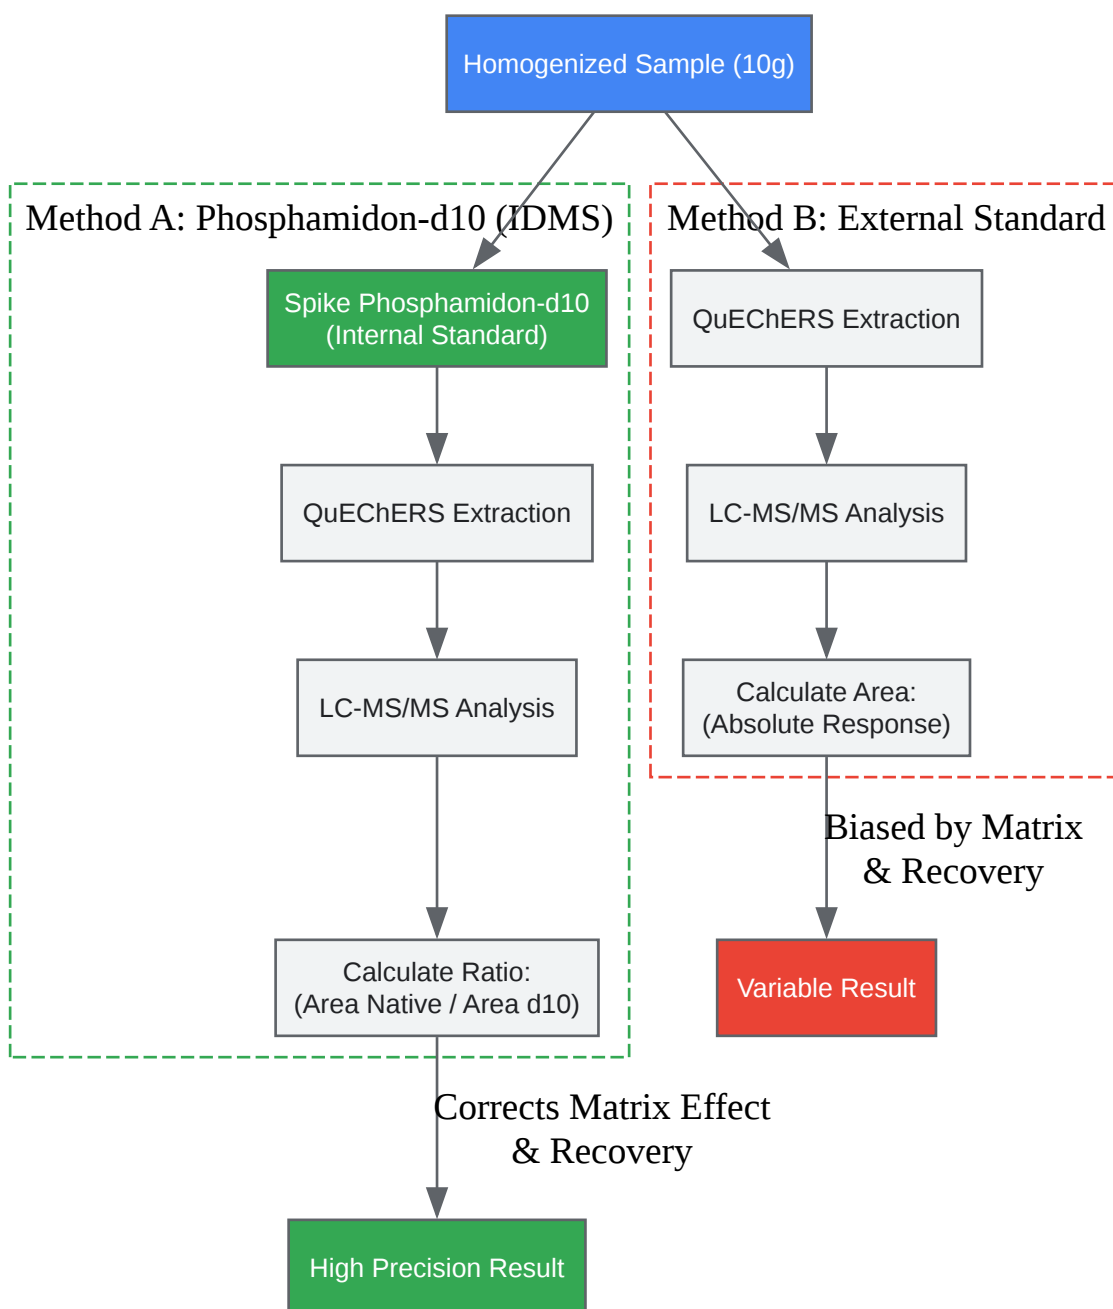 Homogenized Sample (10g)
Method A: Phosphamidon-d10 (IDMS)
Spike Phosphamidon-d10
(Internal Standard)
QuEChERS Extraction
LC-MS/MS Analysis
Calculate Ratio:
(Area Native / Area d10)
Corrects Matrix Effect
& Recovery
High Precision Result
Method B: External Standard
QuEChERS Extraction
LC-MS/MS Analysis
Calculate Area:
(Absolute Response)
Biased by Matrix
& Recovery
Variable Result